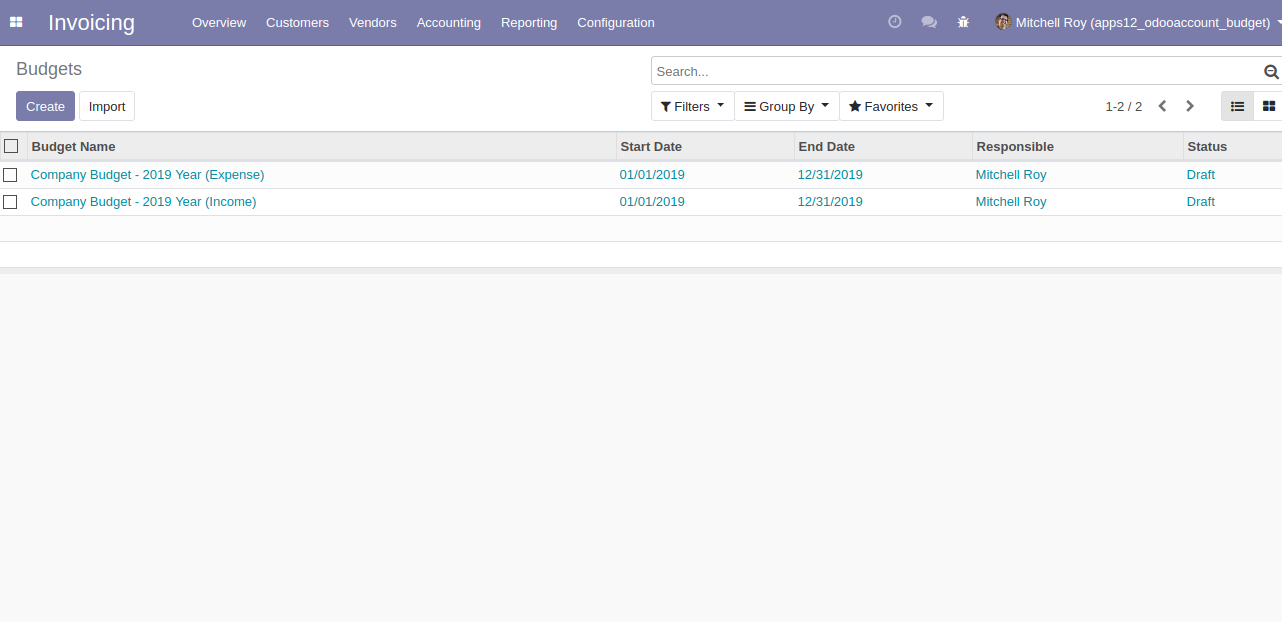 Invoicing Overview Customers Vendors Accounting Reporting Configuration Mitchell Roy (apps12_odooaccount_budget)
Budgets
Search...
Create Import Filters Group By Favorites 1-2 / 2
Budget Name Start Date End Date Responsible Status
Company Budget - 2019 Year (Expense) 01/01/2019 12/31/2019 Mitchell Roy Draft
Company Budget - 2019 Year (Income) 01/01/2019 12/31/2019 Mitchell Roy Draft